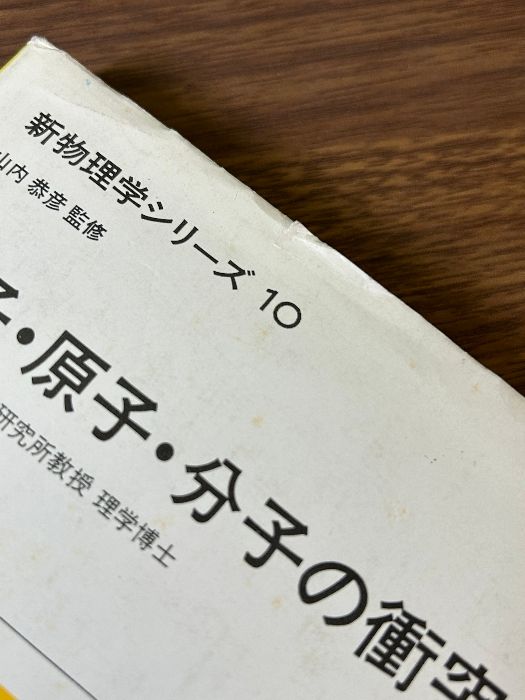 新物理学シリーズ 10
山内 恭彦 監修
子・原子・分子の衝突
研究所教授 理学博士